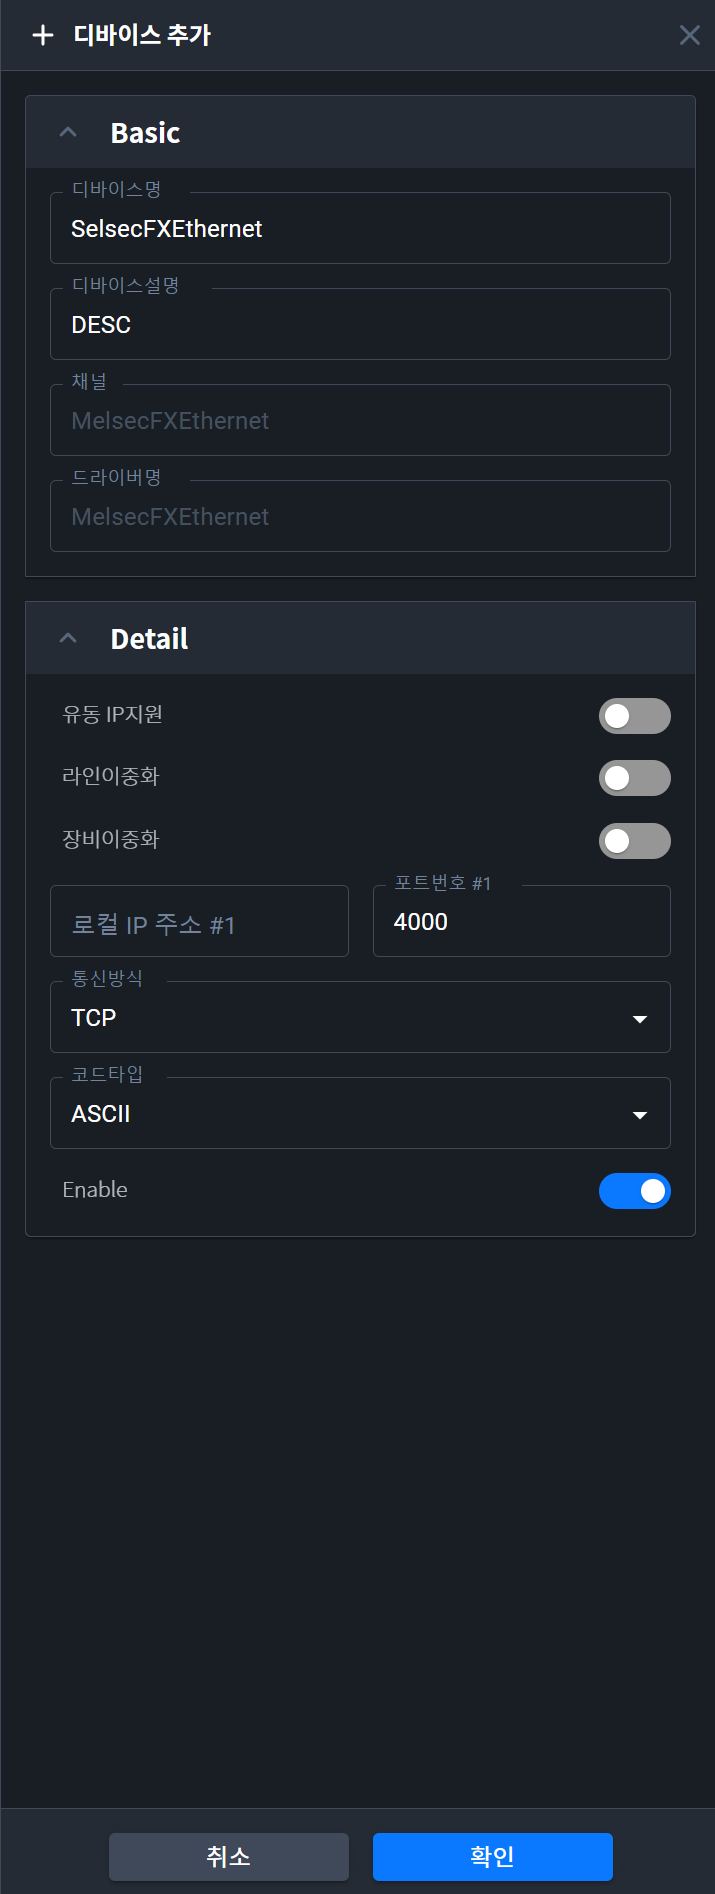 디바이스 추가
Basic
디바이스명
SelsecFXEthernet
디바이스설명
DESC
채널
MelsecFXEthernet
드라이버명
MelsecFXEthernet
Detail
유동 IP지원
라인이중화
장비이중화
로컬 IP 주소 #1
포트번호 #1
4000
통신방식
TCP
코드타입
ASCII
Enable
취소
확인